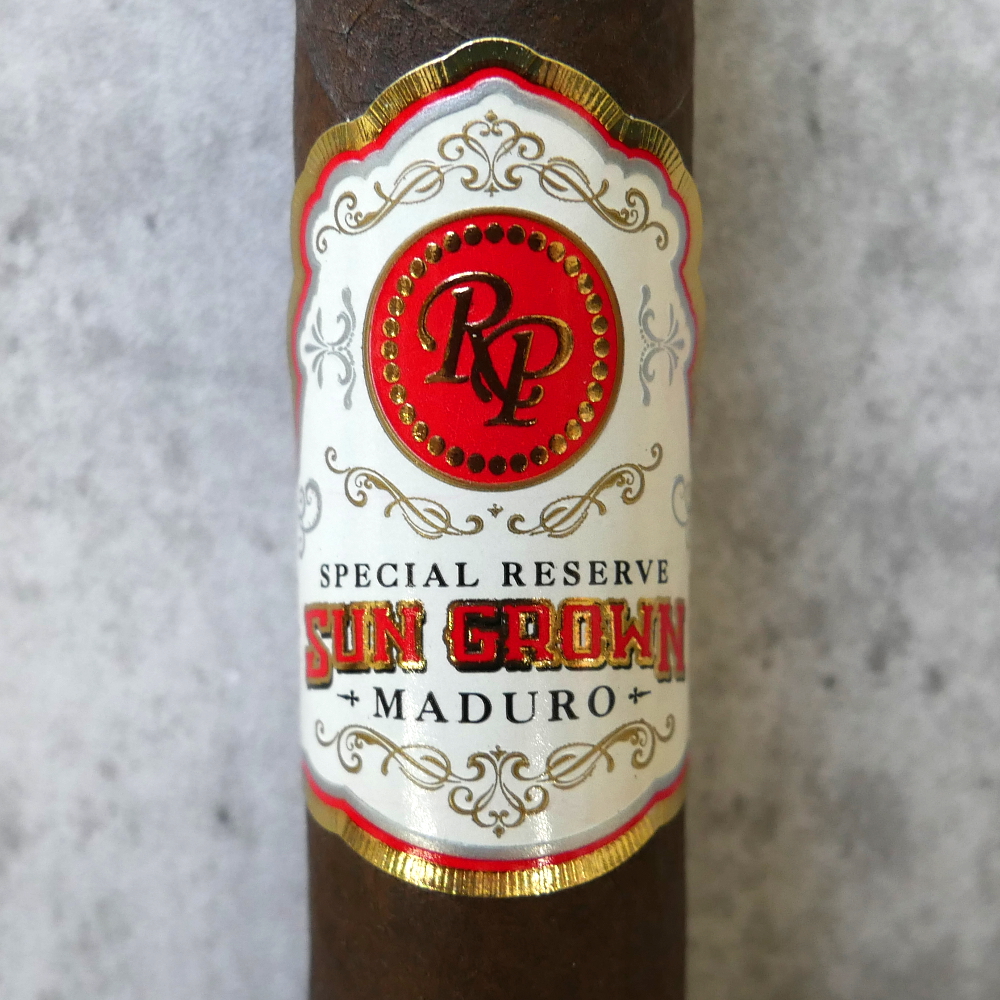 RP
SPECIAL RESERVE
SUN GROWN
MADURO